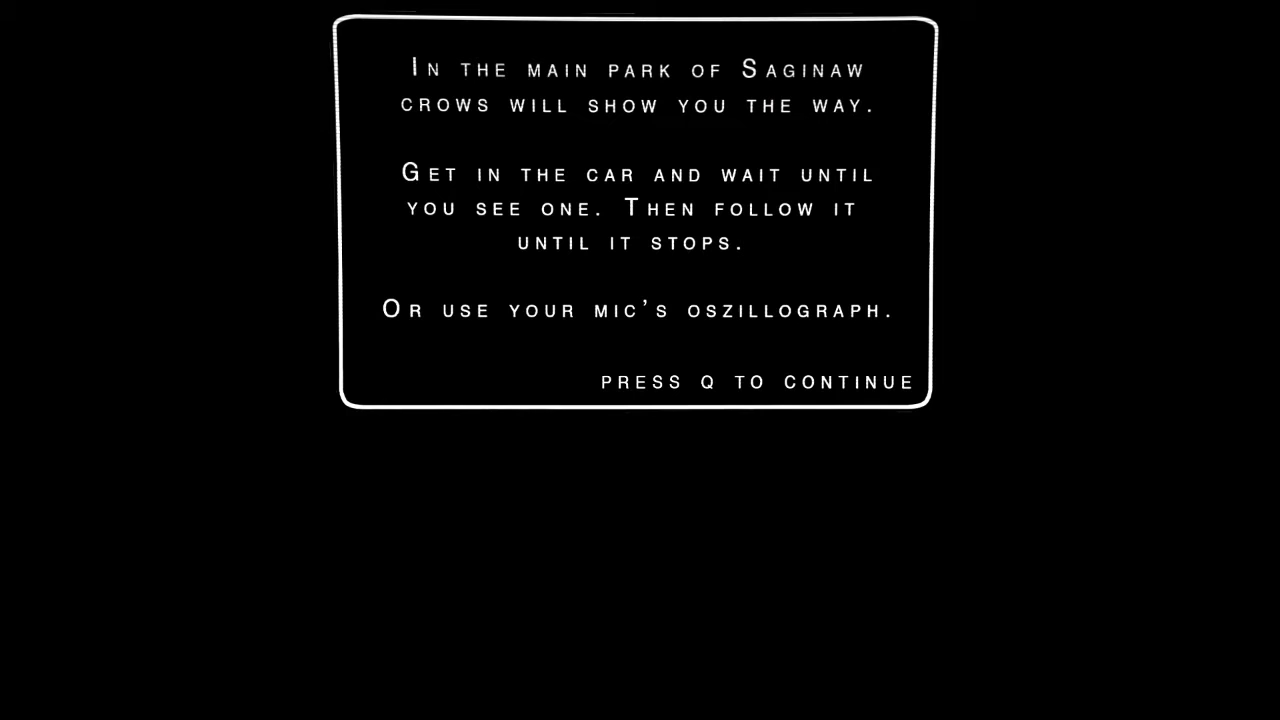 In the main park of Saginaw
crows will show you the way.
Get in the car and wait until
you see one. Then follow it
until it stops.
Or use your mic's oszillograph.
press Q to continue